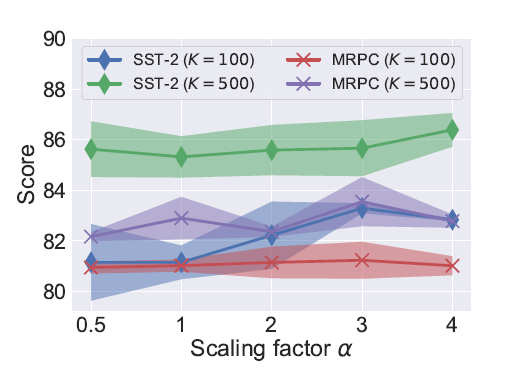 90
88
86
84
82
80
Score
SST-2 (K = 100)
SST-2 (K = 500)
MRPC (K = 100)
MRPC (K = 500)
0.5 1 2 3 4
Scaling factor α